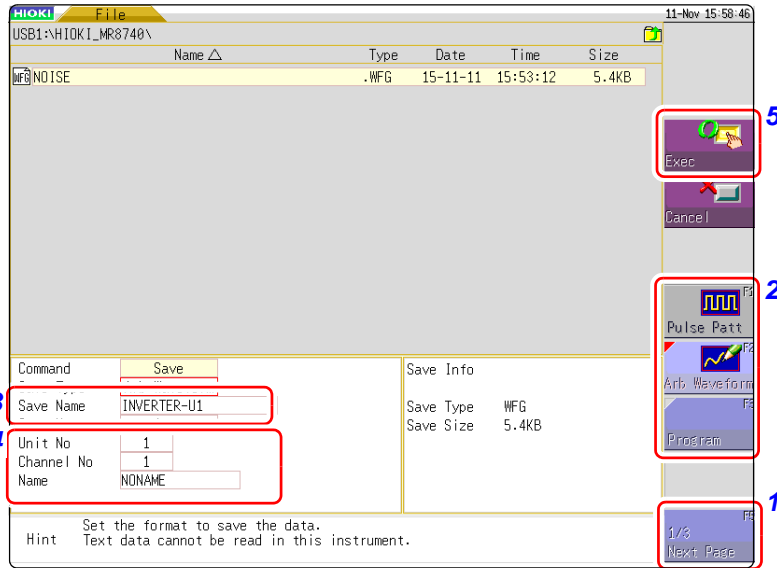 HIOKI File 11-Nov 15:58:46
USB1:\HIOKI_MR8740\
Name Type Date Time Size
WFG NOISE .WFG 15-11-11 15:53:12 5.4KB
5
Exec
Cancel
2
F1
Pulse Patt
F2
Arb Waveform
F3
Program
1
F5
1/3
Next Page
Command Save
3
Save Name INVERTER-U1
4
Unit No 1
Channel No 1
Name NONAME
Save Info
Save Type WFG
Save Size 5.4KB
Hint Set the format to save the data.
Text data cannot be read in this instrument.